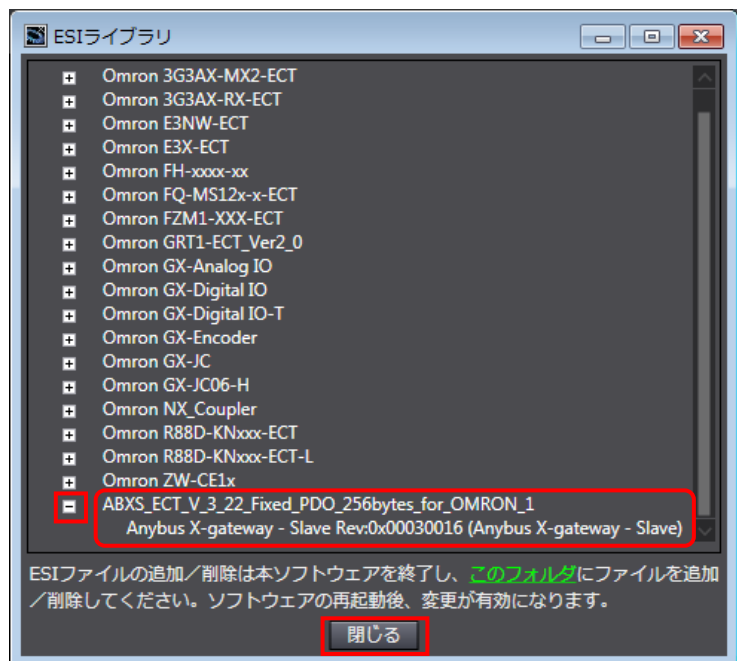 ESIライブラリ
Omron 3G3AX-MX2-ECT
Omron 3G3AX-RX-ECT
Omron E3NW-ECT
Omron E3X-ECT
Omron FH-xxxx-xx
Omron FQ-MS12x-x-ECT
Omron FZM1-XXX-ECT
Omron GRT1-ECT_Ver2_0
Omron GX-Analog IO
Omron GX-Digital IO
Omron GX-Digital IO-T
Omron GX-Encoder
Omron GX-JC
Omron GX-JC06-H
Omron NX_Coupler
Omron R88D-KNxxx-ECT
Omron R88D-KNxxx-ECT-L
Omron ZW-CE1x
ABXS_ECT_V_3_22_Fixed_PDO_256bytes_for_OMRON_1
Anybus X-gateway - Slave Rev:0x00030016 (Anybus X-gateway - Slave)
ESIファイルの追加／削除は本ソフトウェアを終了し、このフォルダにファイルを追加
／削除してください。ソフトウェアの再起動後、変更が有効になります。
閉じる